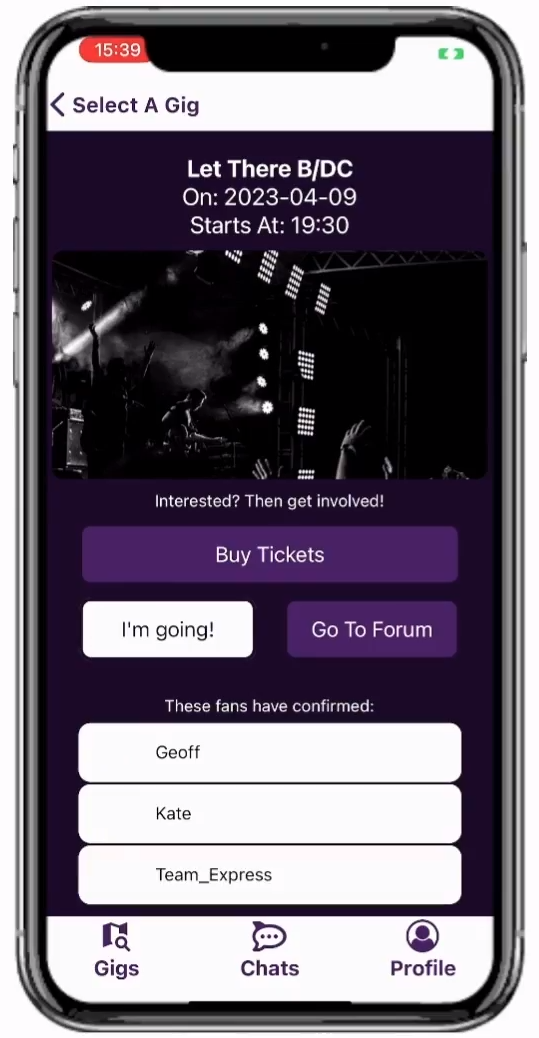 15:39
Select A Gig
Let There B/DC
On: 2023-04-09
Starts At: 19:30
Interested? Then get involved!
Buy Tickets
I'm going!
Go To Forum
These fans have confirmed:
Geoff
Kate
Team_Express
Gigs
Chats
Profile